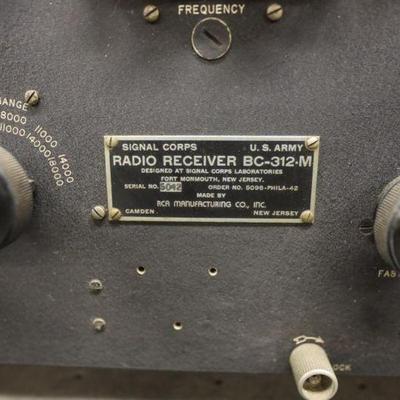 FREQUENCY
ANGE
8000 11000 14000
11000 14000 18000
SIGNAL CORPS U. S. ARMY
RADIO RECEIVER BC-312-M
DESIGNED AT SIGNAL CORPS LABORATORIES
FORT MONMOUTH, NEW JERSEY.
SERIAL NO. 5042 ORDER NO. 5096-PHILA-42
MADE BY
RCA MANUFACTURING CO., INC.
CAMDEN, NEW JERSEY
FAS
OCK